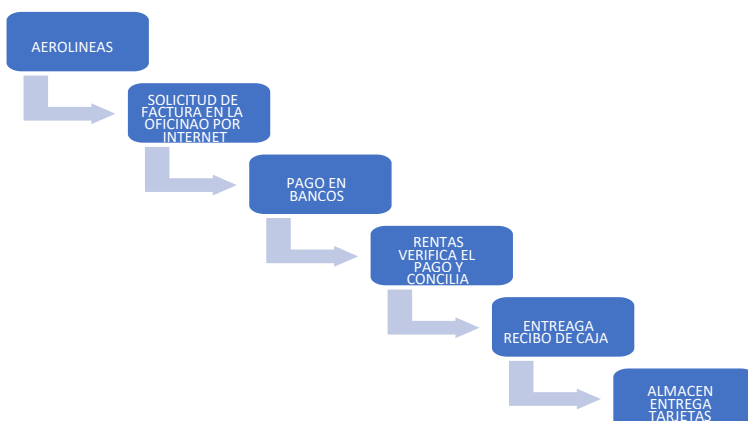 AEROLINEAS
SOLICITUD DE
FACTURA EN LA
OFICINAO POR
INTERNET
PAGO EN
BANCOS
RENTAS
VERIFICA EL
PAGO Y
CONCILIA
ENTREAGA
RECIBO DE CAJA
ALMACEN
ENTREGA
TARJETAS